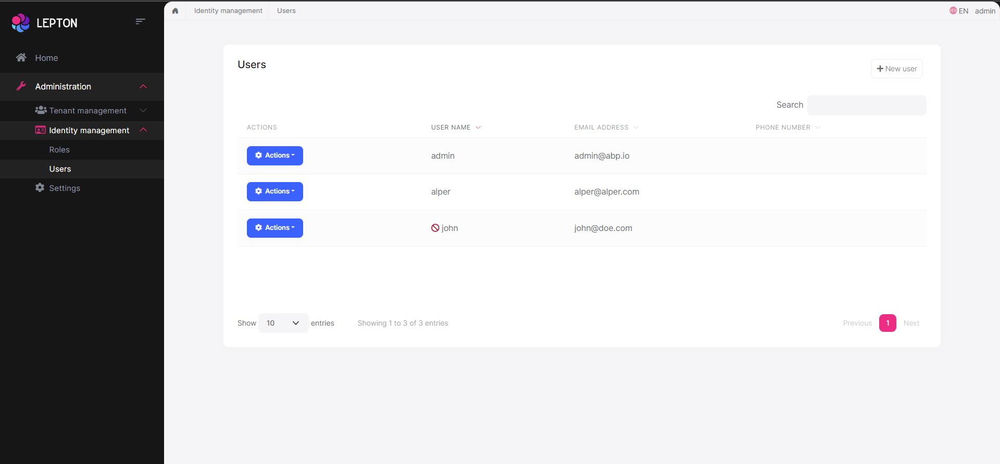 LEPTON
Home
Administration
Tenant management
Identity management
Roles
Users
Settings
Identity management Users EN admin
Users
New user
Search
ACTIONS USER NAME EMAIL ADDRESS PHONE NUMBER
Actions admin admin@abp.io
Actions alper alper@alper.com
Actions john john@doe.com
Show 10 entries Showing 1 to 3 of 3 entries Previous 1 Next